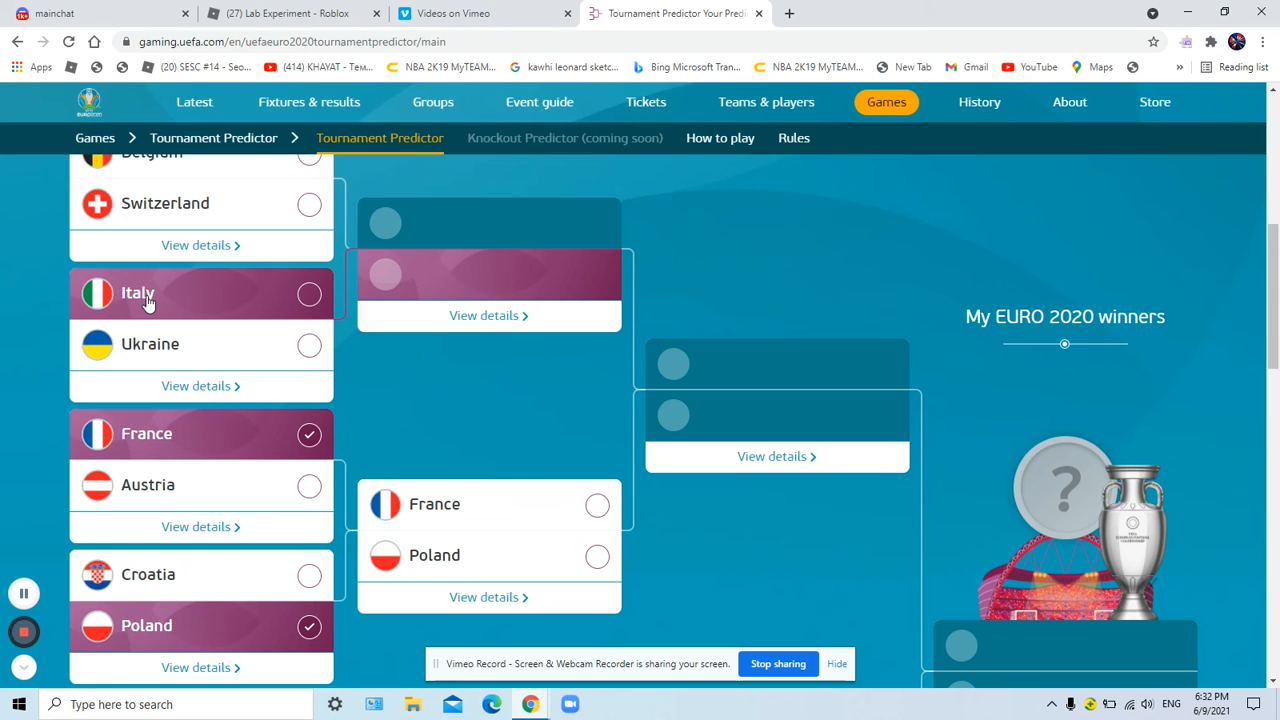 mainchat
(27) Lab Experiment - Roblox
Videos on Vimeo
Tournament Predictor Your Predi
gaming.uefa.com/en/uefaeuro2020tournamentpredictor/main
Apps
(20) SESC #14 - Seo...
(414) KHAYAT - Тем...
NBA 2K19 MyTEAM...
kawhi leonard sketc...
Bing Microsoft Tran...
NBA 2K19 MyTEAM...
New Tab
Gmail
YouTube
Maps
»
Reading list
Latest
Fixtures & results
Groups
Event guide
Tickets
Teams & players
Games
History
About
Store
Games
Tournament Predictor
Tournament Predictor
Knockout Predictor (coming soon)
How to play
Rules
Belgium
Switzerland
View details
Italy
Ukraine
View details
France
Austria
View details
Croatia
Poland
View details
View details
France
Poland
View details
View details
My EURO 2020 winners
?
Vimeo Record - Screen & Webcam Recorder is sharing your screen.
Stop sharing
Hide
Type here to search
ENG
6:32 PM
6/9/2021